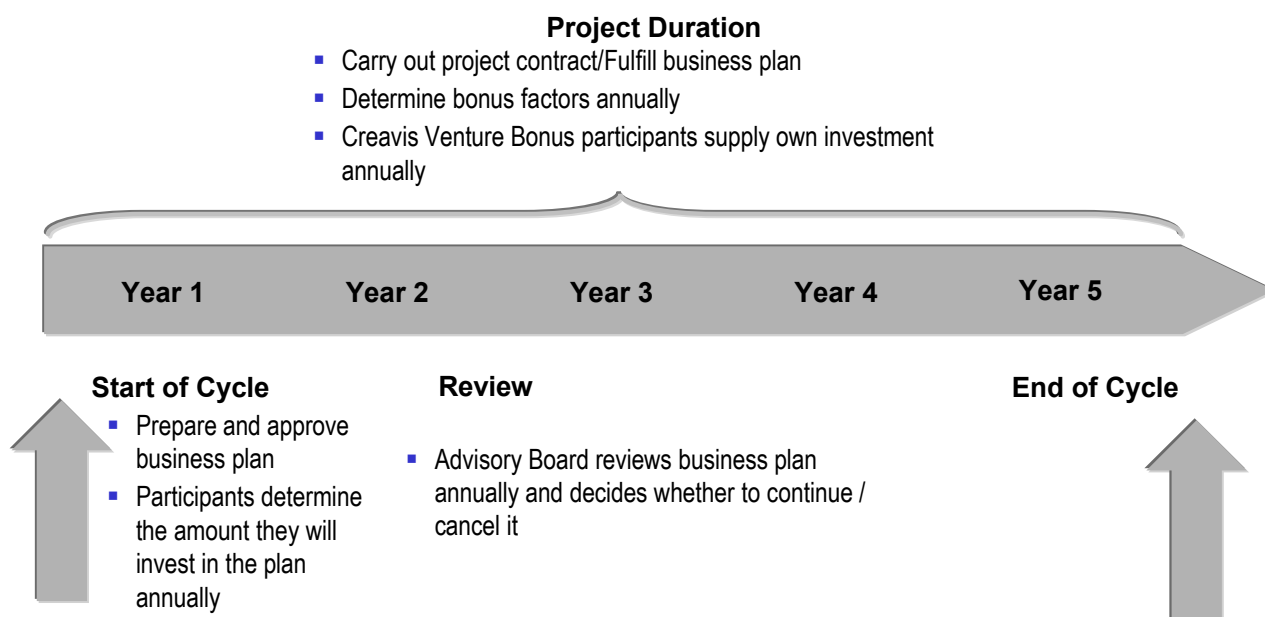 Project Duration
▪ Carry out project contract/Fulfill business plan
▪ Determine bonus factors annually
▪ Creavis Venture Bonus participants supply own investment
annually
Year 1 Year 2 Year 3 Year 4 Year 5
Start of Cycle
▪ Prepare and approve
business plan
▪ Participants determine
the amount they will
invest in the plan
annually
Review
▪ Advisory Board reviews business plan
annually and decides whether to continue /
cancel it
End of Cycle